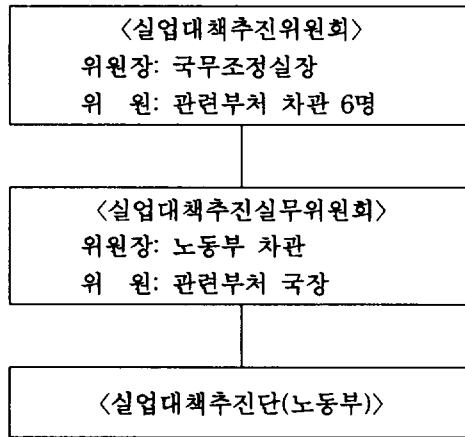 〈실업대책추진위원회〉
위원장: 국무조정실장
위 원: 관련부처 차관 6명
〈실업대책추진실무위원회〉
위원장: 노동부 차관
위 원: 관련부처 국장
〈실업대책추진단(노동부)〉